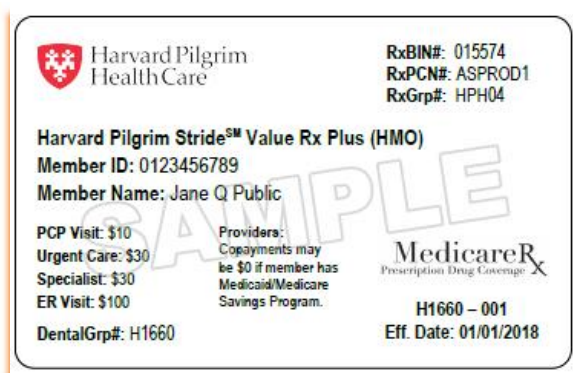 Harvard Pilgrim
Health Care
RxBIN#: 015574
RxPCN#: ASPROD1
RxGrp#: HPH04
Harvard Pilgrim Stride℠ Value Rx Plus (HMO)
Member ID: 0123456789
Member Name: Jane Q Public
SAMPLE
PCP Visit: $10
Urgent Care: $30
Specialist: $30
ER Visit: $100
DentalGrp#: H1660
Providers:
Copayments may
be $0 if member has
Medicaid/Medicare
Savings Program.
MedicareRx
Prescription Drug Coverage
H1660 – 001
Eff. Date: 01/01/2018